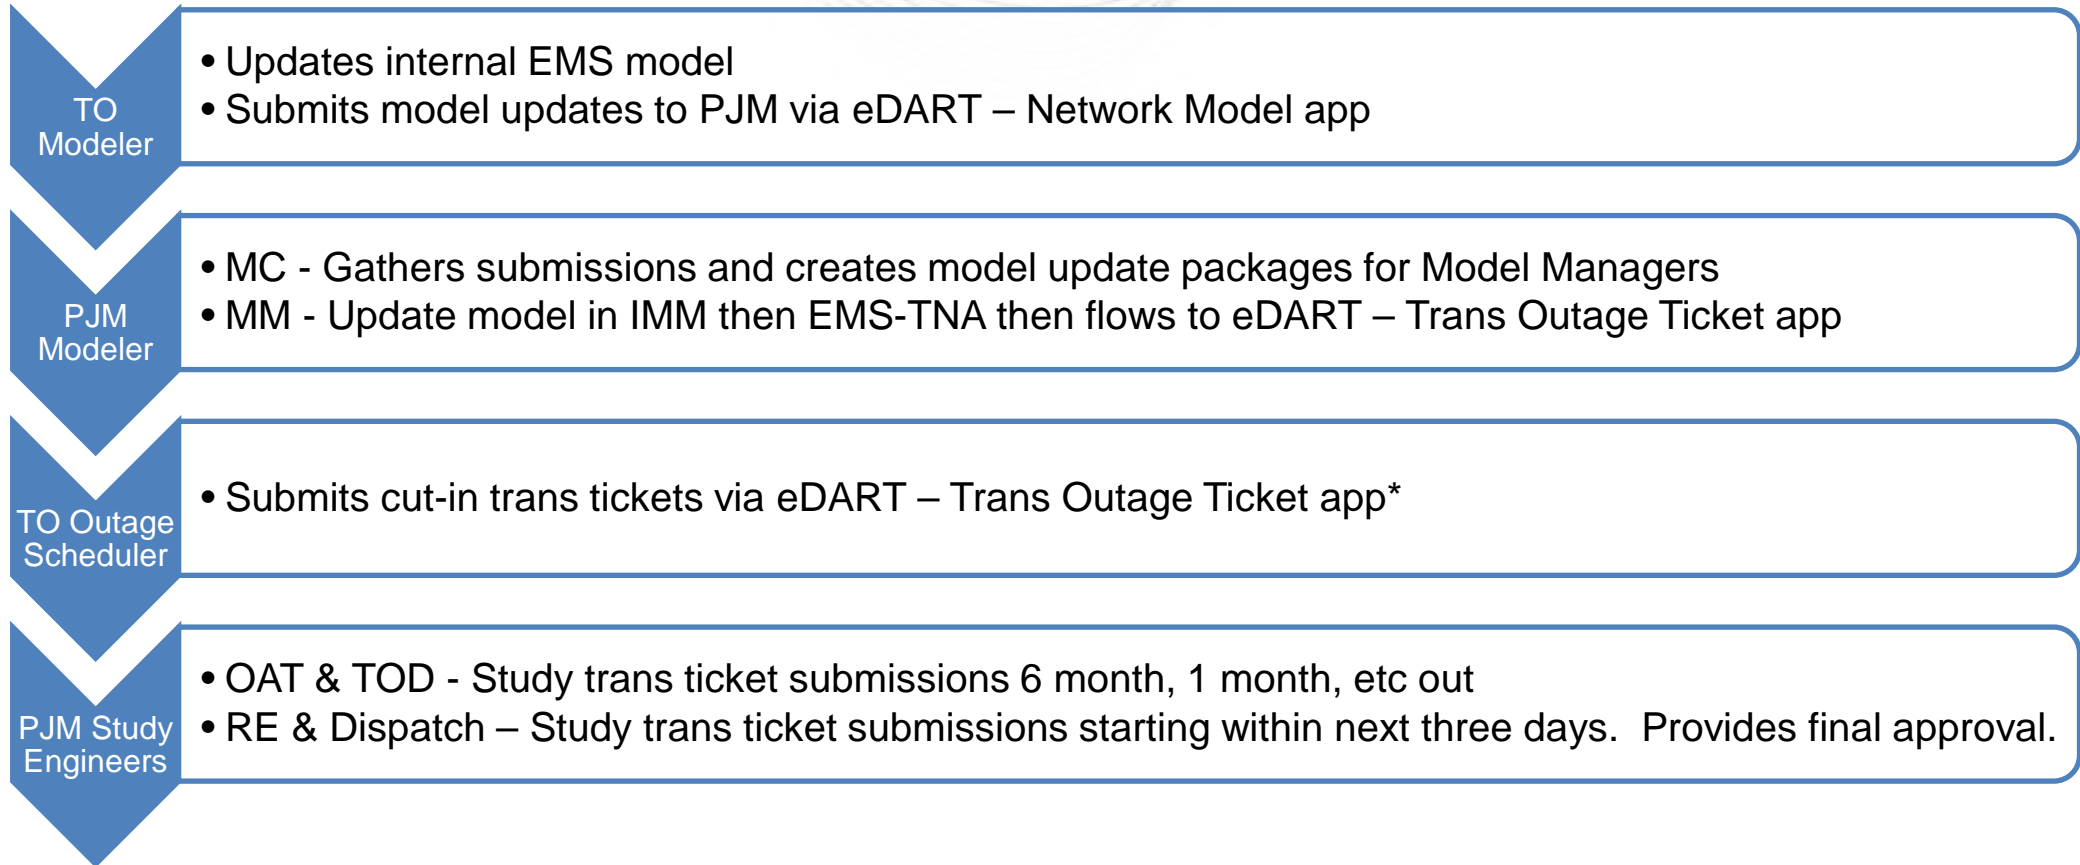 TO
Modeler
• Updates internal EMS model
• Submits model updates to PJM via eDART – Network Model app
PJM
Modeler
• MC - Gathers submissions and creates model update packages for Model Managers
• MM - Update model in IMM then EMS-TNA then flows to eDART – Trans Outage Ticket app
TO Outage
Scheduler
• Submits cut-in trans tickets via eDART – Trans Outage Ticket app*
PJM Study
Engineers
• OAT & TOD - Study trans ticket submissions 6 month, 1 month, etc out
• RE & Dispatch – Study trans ticket submissions starting within next three days.  Provides final approval.